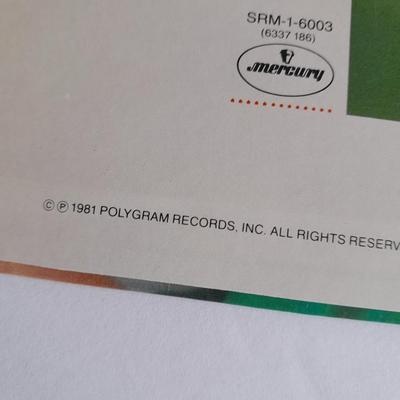 SRM-1-6003
(6337 186)
mercury
© ℗ 1981 POLYGRAM RECORDS, INC. ALL RIGHTS RESERV